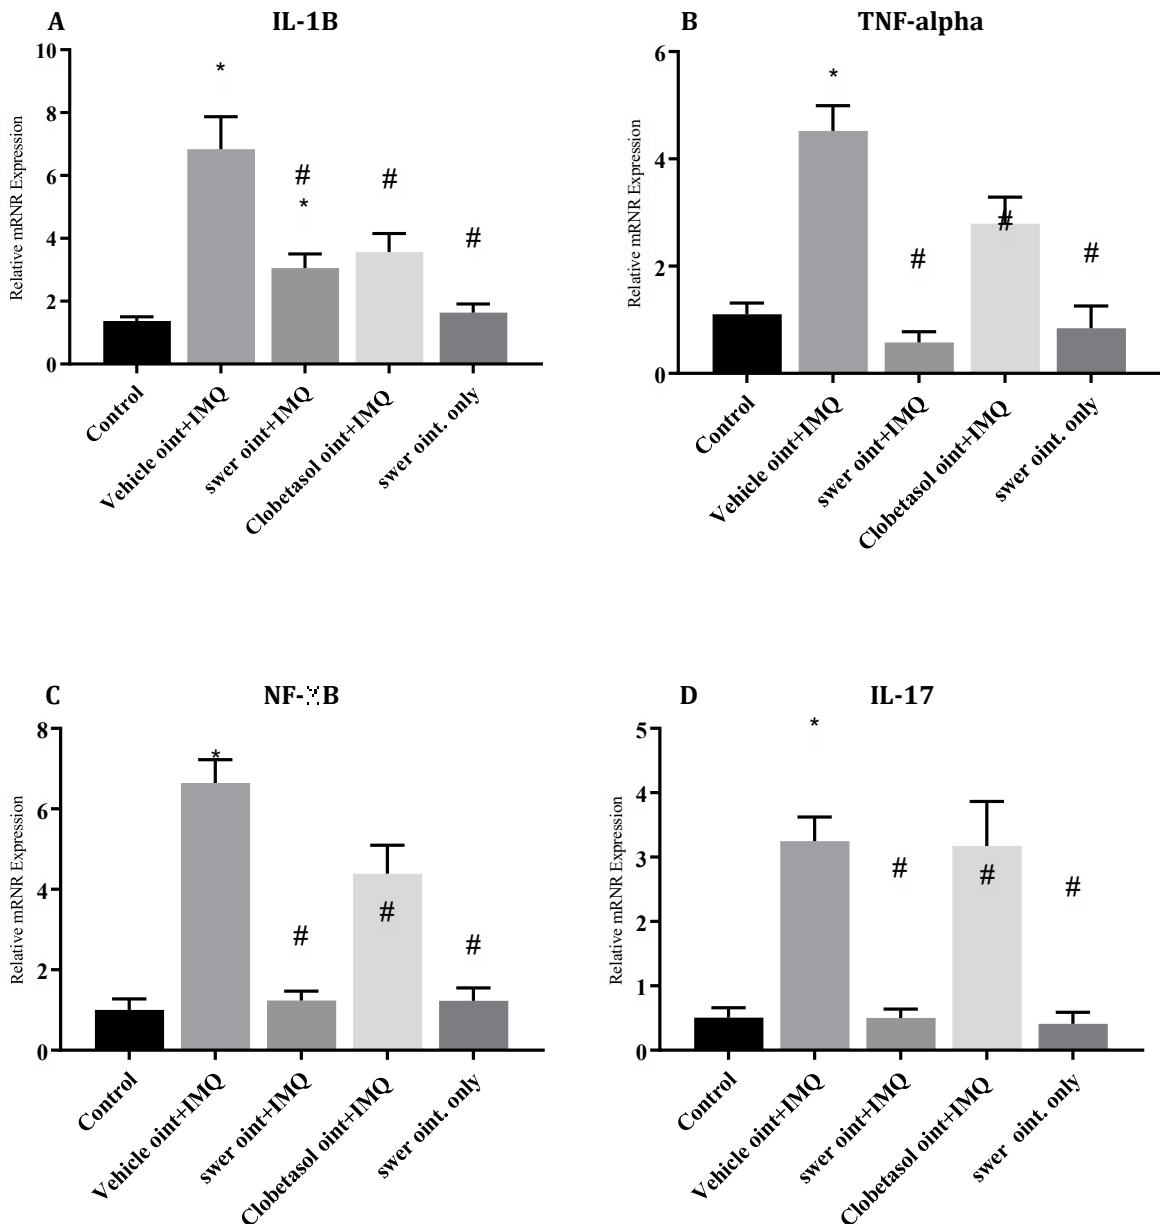 A IL-1B
Relative mRNR Expression
10
8
6
4
2
0
*
#
*
#
#
Control
Vehicle oint+IMQ
swer oint+IMQ
Clobetasol oint+IMQ
swer oint. only
B TNF-alpha
Relative mRNR Expression
6
4
2
0
*
#
#
#
Control
Vehicle oint+IMQ
swer oint+IMQ
Clobetasol oint+IMQ
swer oint. only
C NF- B
Relative mRNR Expression
8
6
4
2
0
*
#
#
#
Control
Vehicle oint+IMQ
swer oint+IMQ
Clobetasol oint+IMQ
swer oint. only
D IL-17
Relative mRNR Expression
5
4
3
2
1
0
*
#
#
#
Control
Vehicle oint+IMQ
swer oint+IMQ
Clobetasol oint+IMQ
swer oint. only